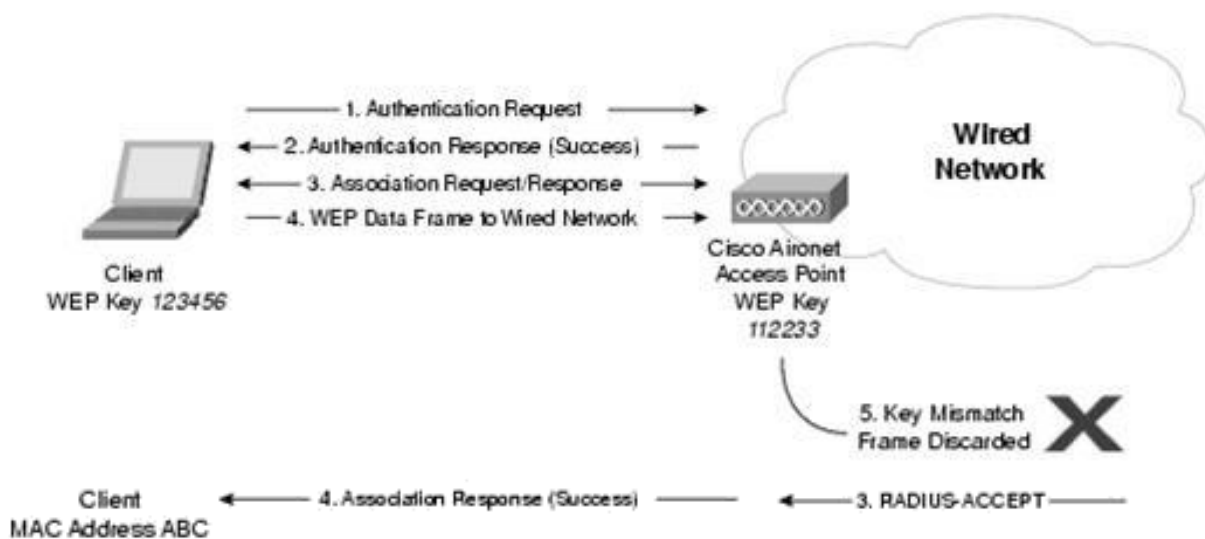 1. Authentication Request
2. Authentication Response (Success)
3. Association Request/Response
4. WEP Data Frame to Wired Network
Wired
Network
Client
WEP Key 123456
Cisco Aironet
Access Point
WEP Key
112233
5. Key Mismatch
Frame Discarded
Client
MAC Address ABC
4. Association Response (Success)
3. RADIUS-ACCEPT